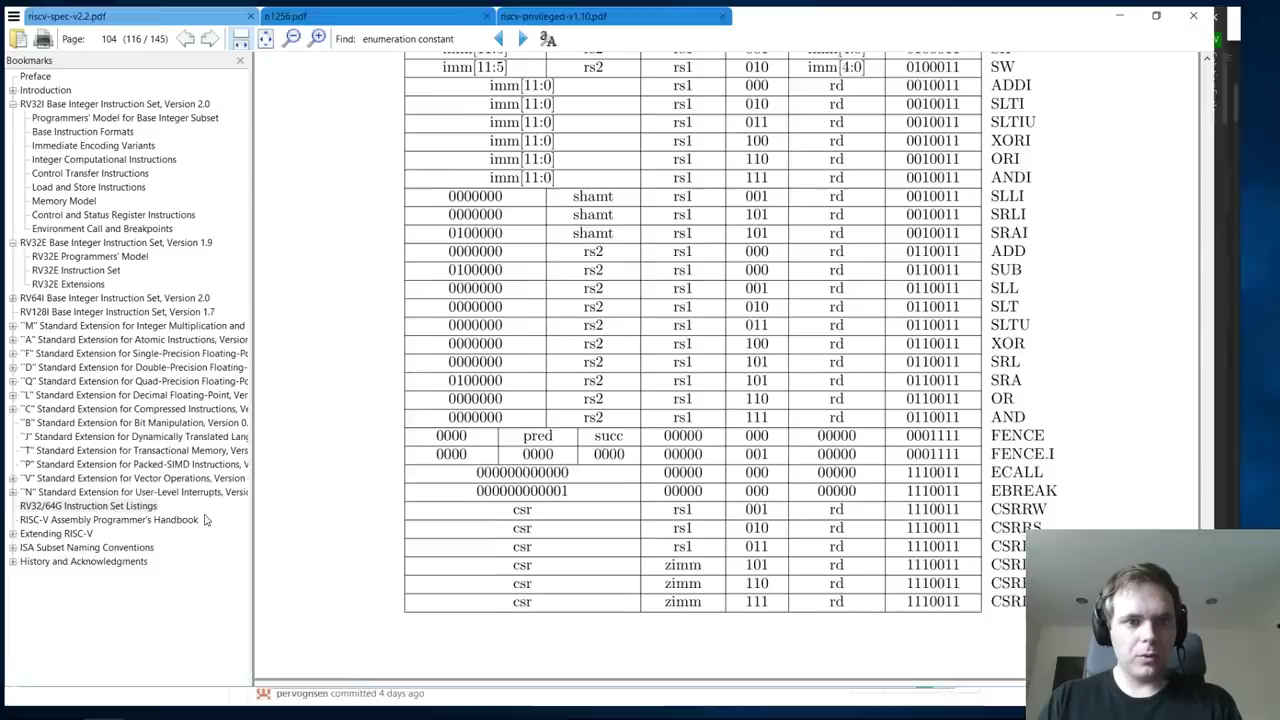 riscv-spec-v2.2.pdf n1256.pdf riscv-privileged-v1.10.pdf
Page: 104 (116 / 145) Find: enumeration constant
Bookmarks
Preface
Introduction
RV32I Base Integer Instruction Set, Version 2.0
Programmers' Model for Base Integer Subset
Base Instruction Formats
Immediate Encoding Variants
Integer Computational Instructions
Control Transfer Instructions
Load and Store Instructions
Memory Model
Control and Status Register Instructions
Environment Call and Breakpoints
RV32E Base Integer Instruction Set, Version 1.9
RV32E Programmers' Model
RV32E Instruction Set
RV32E Extensions
RV64I Base Integer Instruction Set, Version 2.0
RV128I Base Integer Instruction Set, Version 1.7
``M" Standard Extension for Integer Multiplication and
``A" Standard Extension for Atomic Instructions, Version
``F" Standard Extension for Single-Precision Floating-Po
``D" Standard Extension for Double-Precision Floating-
``Q" Standard Extension for Quad-Precision Floating-Po
``L" Standard Extension for Decimal Floating-Point, Ver
``C" Standard Extension for Compressed Instructions, Ve
``B" Standard Extension for Bit Manipulation, Version 0.
``J" Standard Extension for Dynamically Translated Lang
``T" Standard Extension for Transactional Memory, Vers
``P" Standard Extension for Packed-SIMD Instructions, V
``V" Standard Extension for Vector Operations, Version
``N" Standard Extension for User-Level Interrupts, Versio
RV32/64G Instruction Set Listings
RISC-V Assembly Programmer's Handbook
Extending RISC-V
ISA Subset Naming Conventions
History and Acknowledgments
imm[11:5] rs2 rs1 010 imm[4:0] 0100011 SW
imm[11:0] rs1 000 rd 0010011 ADDI
imm[11:0] rs1 010 rd 0010011 SLTI
imm[11:0] rs1 011 rd 0010011 SLTIU
imm[11:0] rs1 100 rd 0010011 XORI
imm[11:0] rs1 110 rd 0010011 ORI
imm[11:0] rs1 111 rd 0010011 ANDI
0000000 shamt rs1 001 rd 0010011 SLLI
0000000 shamt rs1 101 rd 0010011 SRLI
0100000 shamt rs1 101 rd 0010011 SRAI
0000000 rs2 rs1 000 rd 0110011 ADD
0100000 rs2 rs1 000 rd 0110011 SUB
0000000 rs2 rs1 001 rd 0110011 SLL
0000000 rs2 rs1 010 rd 0110011 SLT
0000000 rs2 rs1 011 rd 0110011 SLTU
0000000 rs2 rs1 100 rd 0110011 XOR
0000000 rs2 rs1 101 rd 0110011 SRL
0100000 rs2 rs1 101 rd 0110011 SRA
0000000 rs2 rs1 110 rd 0110011 OR
0000000 rs2 rs1 111 rd 0110011 AND
0000 pred succ 00000 000 00000 0001111 FENCE
0000 0000 0000 00000 001 00000 0001111 FENCE.I
000000000000 00000 000 00000 1110011 ECALL
000000000001 00000 000 00000 1110011 EBREAK
csr rs1 001 rd 1110011 CSRRW
csr rs1 010 rd 1110011 CSRRS
csr rs1 011 rd 1110011 CSR
csr zimm 101 rd 1110011 CSR
csr zimm 110 rd 1110011 CSR
csr zimm 111 rd 1110011 CSR
pervognsen committed 4 days ago